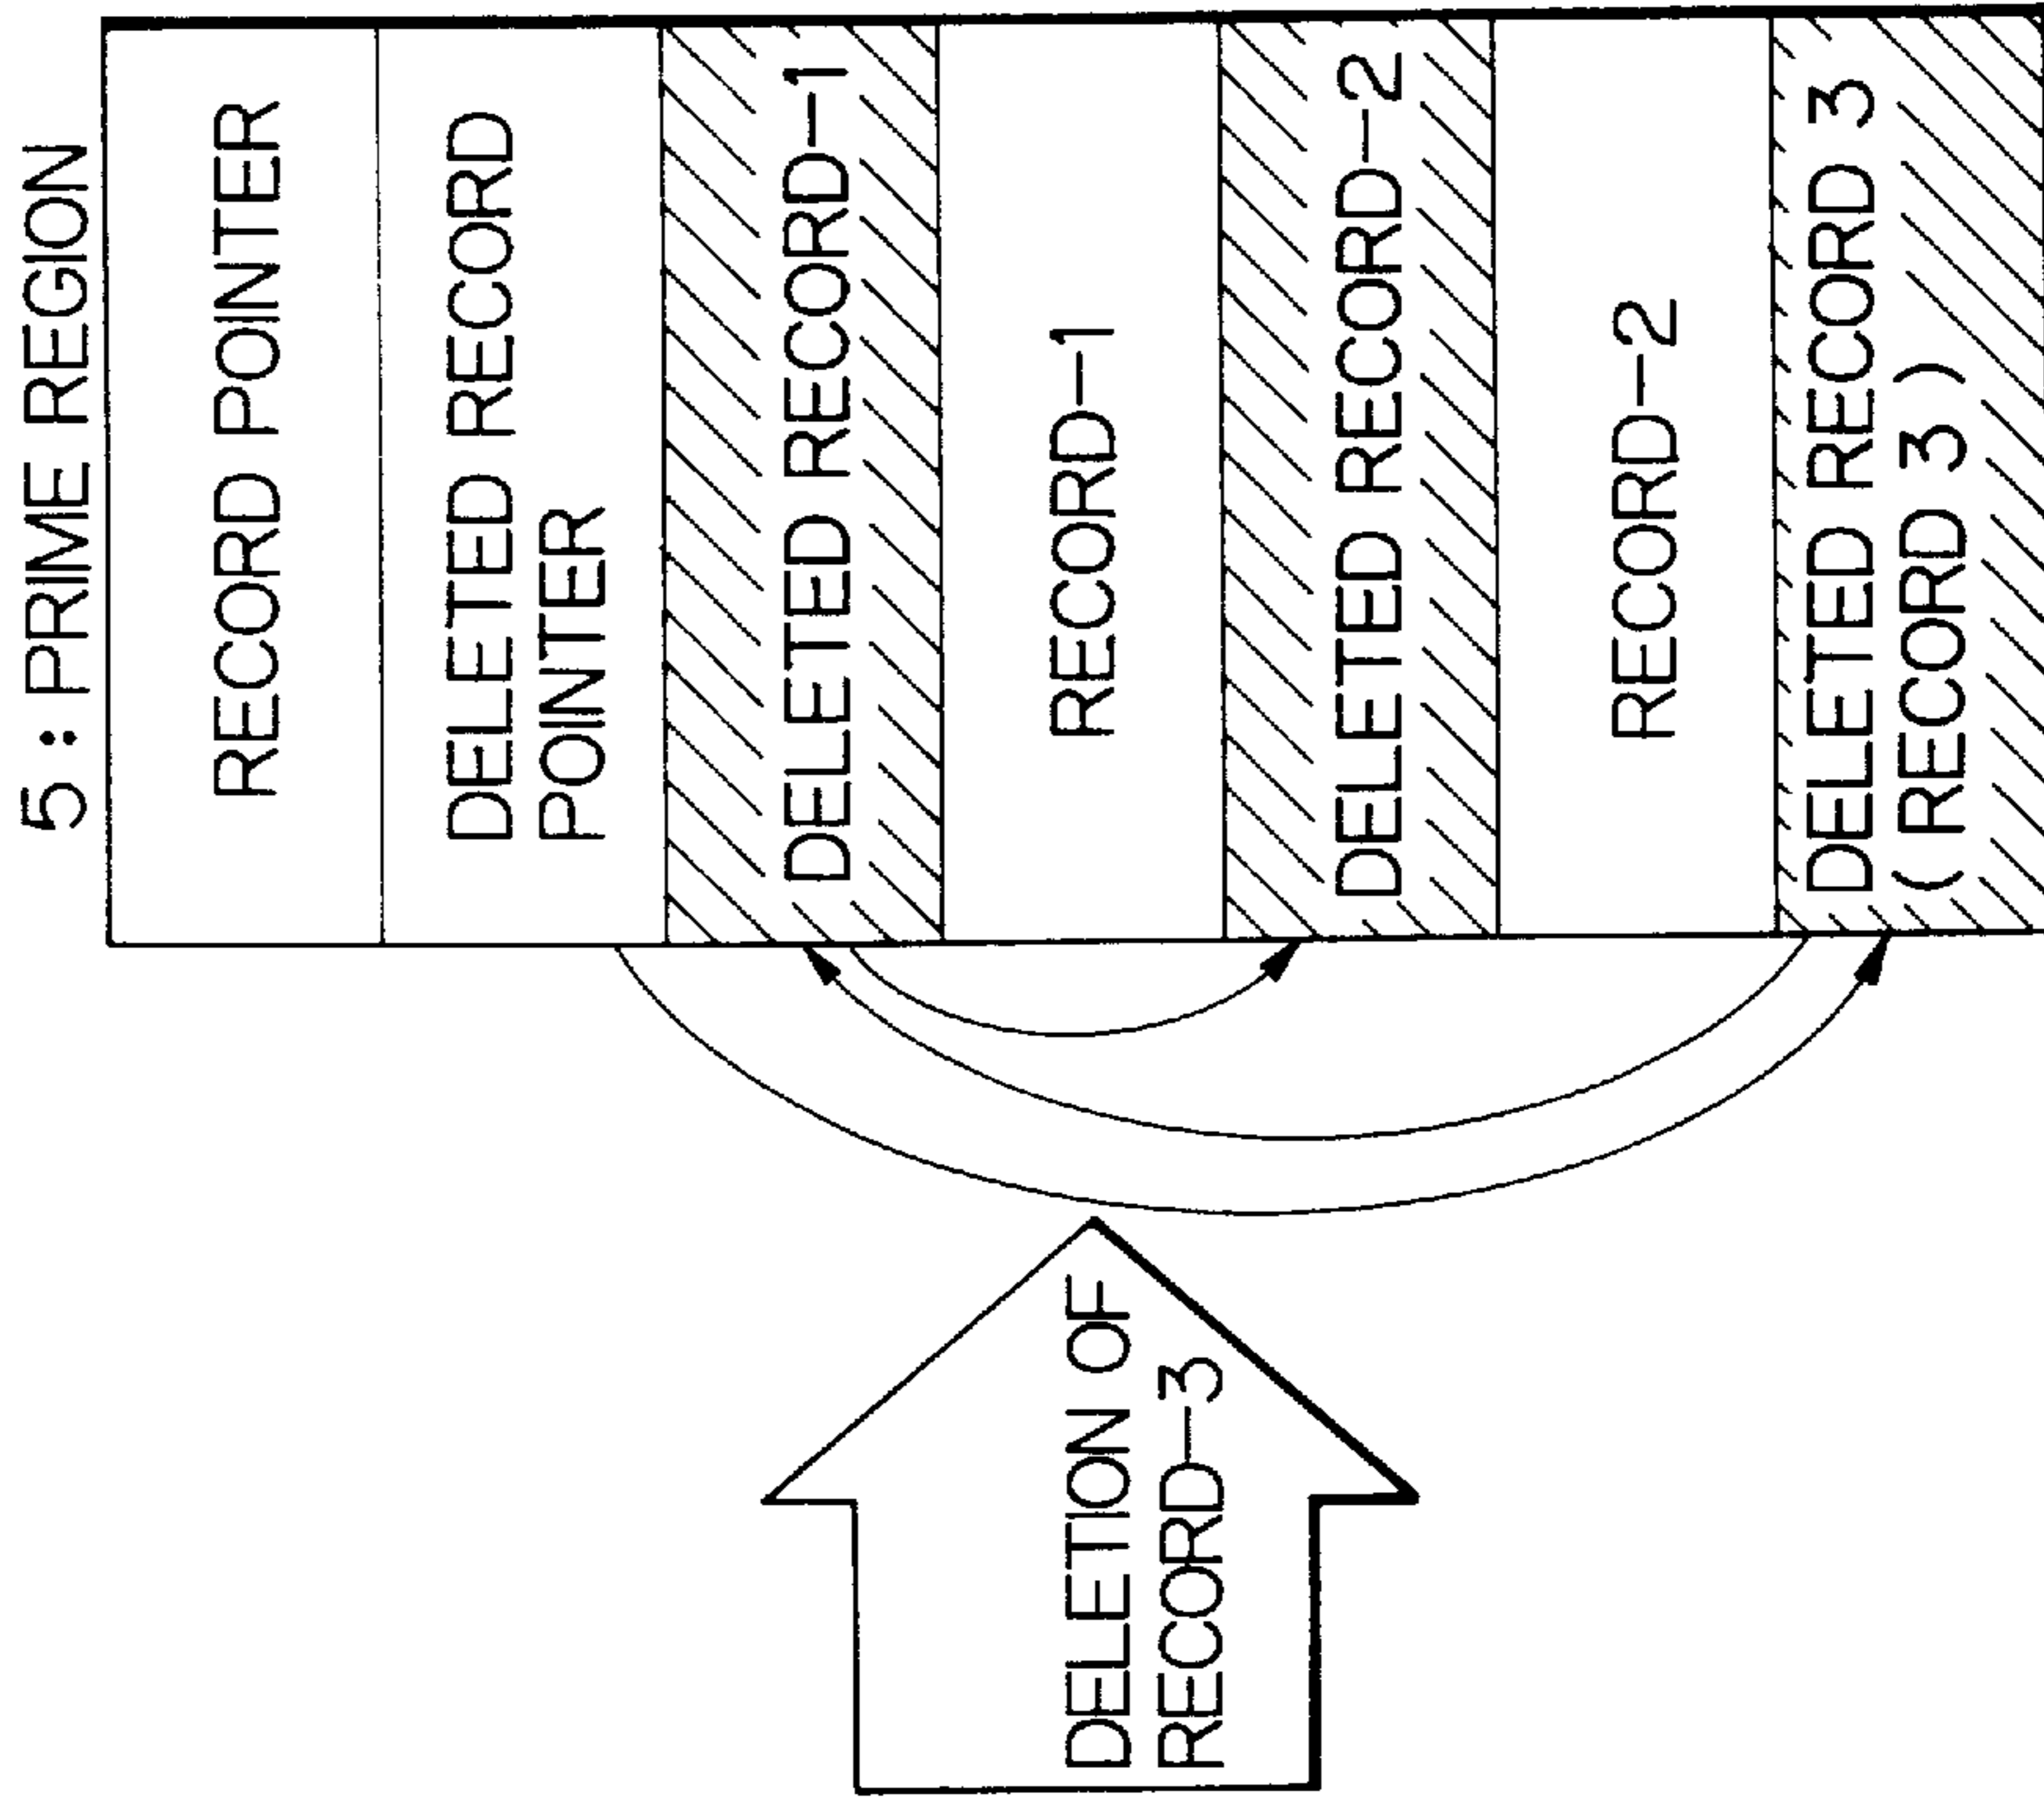 5 : PRIME REGION
RECORD POINTER
DELETED RECORD
POINTER
DELETED RECORD-1
RECORD-1
DELETED RECORD-2
RECORD-2
DELETED RECORD 3
( RECORD 3 )
DELETION OF
RECORD-3